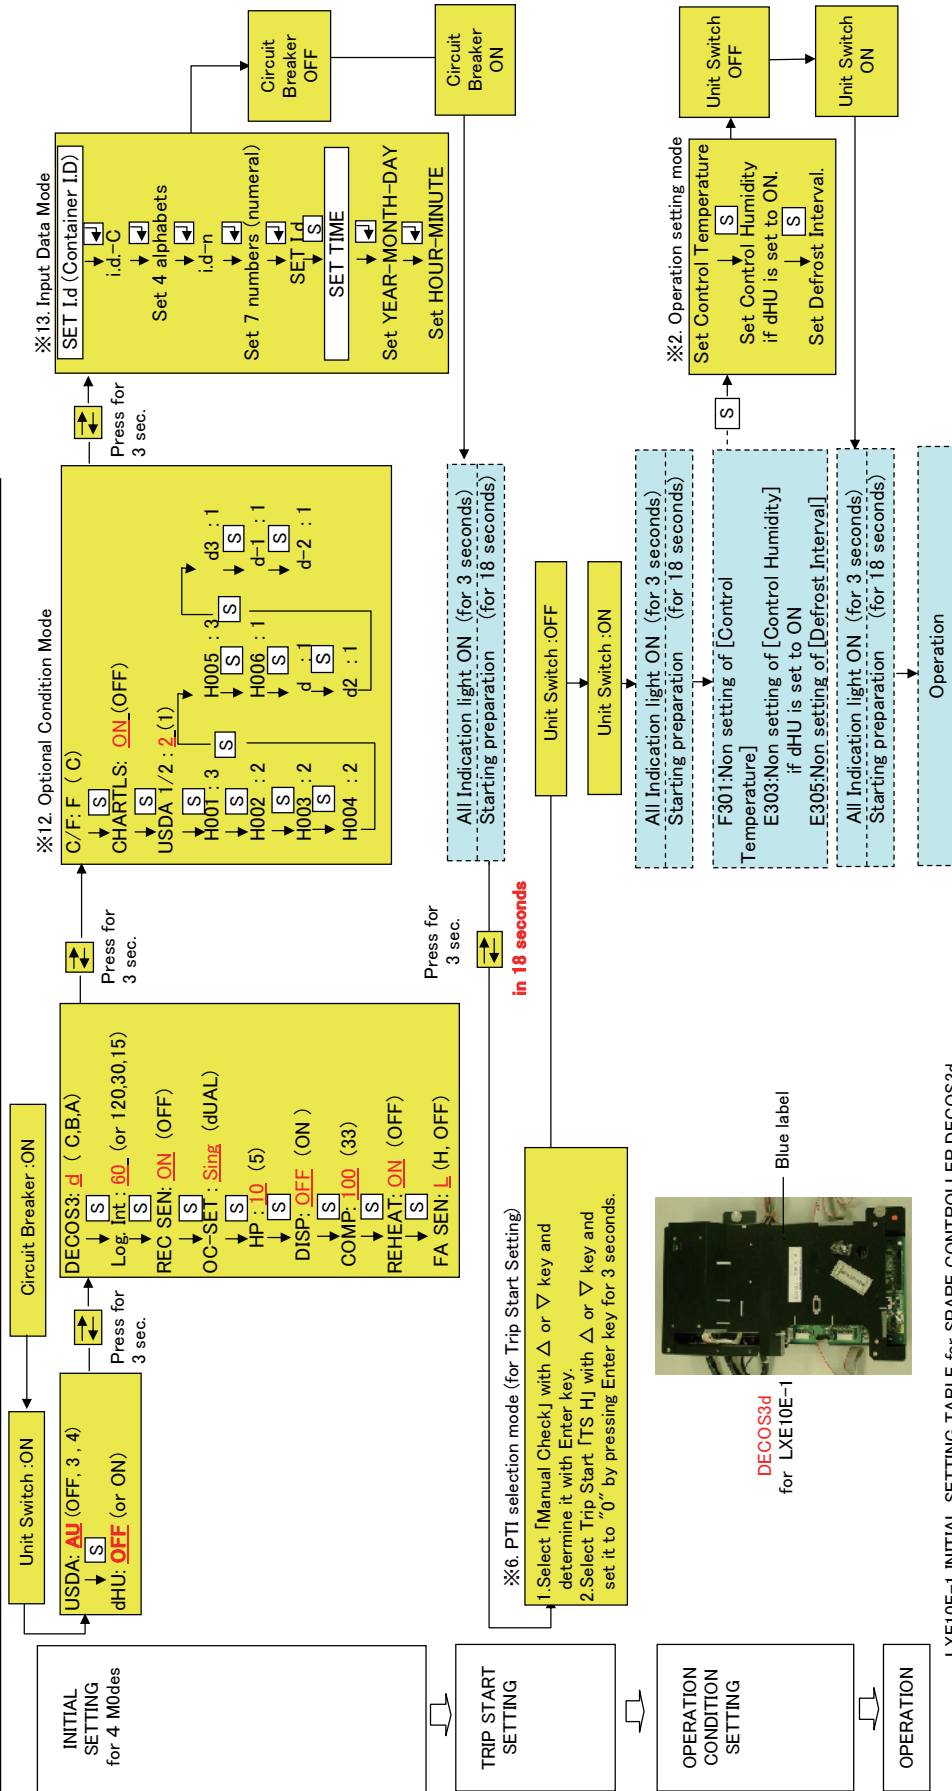 INITIAL
SETTING
for 4 M0des
Circuit Breaker :ON
Unit Switch :ON
USDA: AU (OFF, 3 , 4)
S
dHU: OFF (or ON)
Press for
3 sec.
DECOS3: d ( C,B,A)
S
Log. Int : 60 (or 120,30,15)
S
REC SEN: ON (OFF)
S
OC-SET : Sing (dUAL)
S
HP : 10 (5)
S
DISP: OFF (ON )
S
COMP: 100 (33)
S
REHEAT: ON (OFF)
S
FA SEN: L (H, OFF)
Press for
3 sec.
※12. Optional Condition Mode
C/F: F ( C)
S
CHARTLS: ON (OFF)
S
USDA 1/2 : 2 (1)
S
H001 : 3
S
H002 : 2
S
H003 : 2
S
H004 : 2
S
H005 : 3
S
H006 : 1
S
d : 1
S
d2 : 1
S
d3 : 1
S
d-1 : 1
S
d-2 : 1
Press for
3 sec.
※13. Input Data Mode
SET I.d (Container I.D)
i.d.-C
Set 4 alphabets
i.d-n
Set 7 numbers (numeral)
SET I.d
S
SET TIME
Set YEAR-MONTH-DAY
Set HOUR-MINUTE
Circuit
Breaker
OFF
Circuit
Breaker
ON
TRIP START
SETTING
All Indication light ON (for 3 seconds)
Starting preparation (for 18 seconds)
Press for
3 sec.
in 18 seconds
※6. PTI selection mode (for Trip Start Setting)
1.Select 「Manual Check」 with △ or ▽ key and
determine it with Enter key.
2.Select Trip Start 「TS H」 with △ or ▽ key and
set it to "0" by pressing Enter key for 3 seconds.
Unit Switch :OFF
Unit Switch :ON
OPERATION
CONDITION
SETTING
All Indication light ON (for 3 seconds)
Starting preparation (for 18 seconds)
F301:Non setting of [Control
Temperature]
E303:Non setting of [Control Humidity]
if dHU is set to ON
E305:Non setting of [Defrost Interval]
S
※2. Operation setting mode
Set Control Temperature
S
Set Control Humidity
if dHU is set to ON.
S
Set Defrost Interval.
Unit Switch
OFF
Unit Switch
ON
All Indication light ON (for 3 seconds)
Starting preparation (for 18 seconds)
DECOS3d
for LXE10E-1
Blue label
OPERATION
Operation
LXE10E-1 INITIAL SETTING TABLE for SPARE CONTROLLER DECOS3d